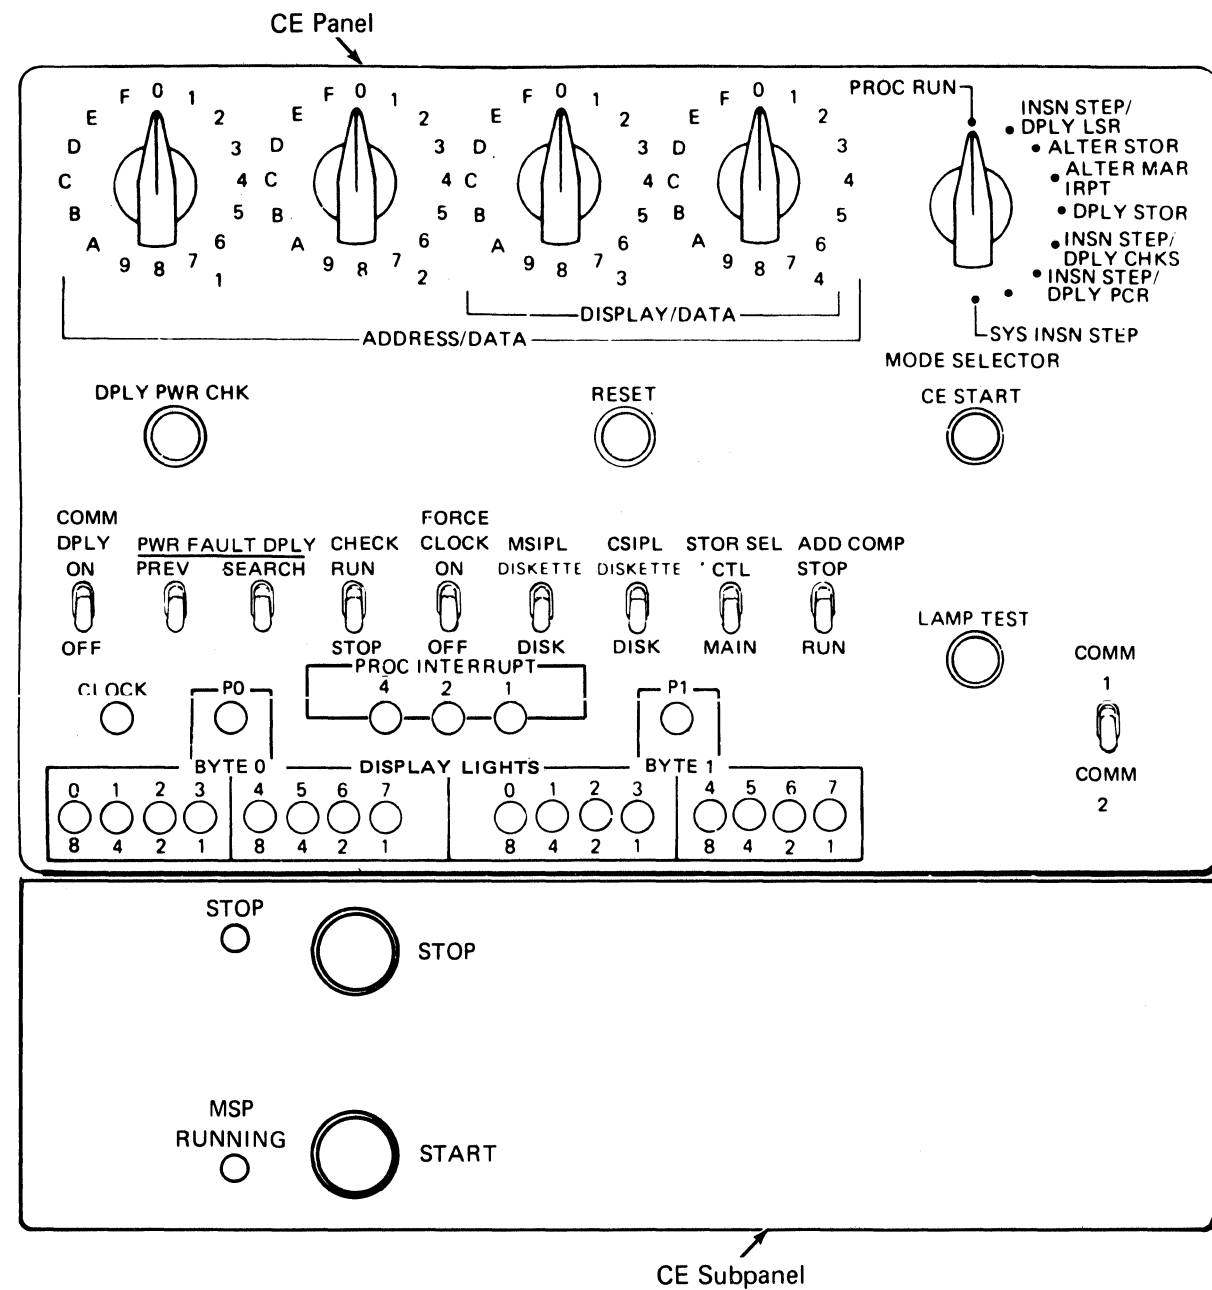 CE Panel
F 0 1 F 0 1 F 0 1 F 0 1
E 2 E 2 E 2 E 2
D 3 D 3 D 3 D 3
C 4 C 4 C 4 C 4
B 5 B 5 B 5 B 5
A 6 A 6 A 6 A 6
9 8 7 9 8 7 9 8 7 9 8 7
1 2 3 4
DISPLAY/DATA
ADDRESS/DATA
PROC RUN
INSN STEP/
DPLY LSR
ALTER STOR
ALTER MAR
IRPT
DPLY STOR
INSN STEP/
DPLY CHKS
INSN STEP/
DPLY PCR
SYS INSN STEP
MODE SELECTOR
DPLY PWR CHK
RESET
CE START
COMM
DPLY
ON
OFF
PWR FAULT DPLY
PREV SEARCH
CHECK
RUN
STOP
FORCE
CLOCK
ON
OFF
MSIPL
DISKETTE
DISK
CSIPL
DISKETTE
DISK
STOR SEL
CTL
MAIN
ADD COMP
STOP
RUN
LAMP TEST
COMM
1
COMM
2
CLOCK
P0
PROC INTERRUPT
4 2 1
P1
BYTE 0 DISPLAY LIGHTS BYTE 1
0 1 2 3 4 5 6 7 0 1 2 3 4 5 6 7
8 4 2 1 8 4 2 1 8 4 2 1 8 4 2 1
STOP
STOP
MSP
RUNNING
START
CE Subpanel